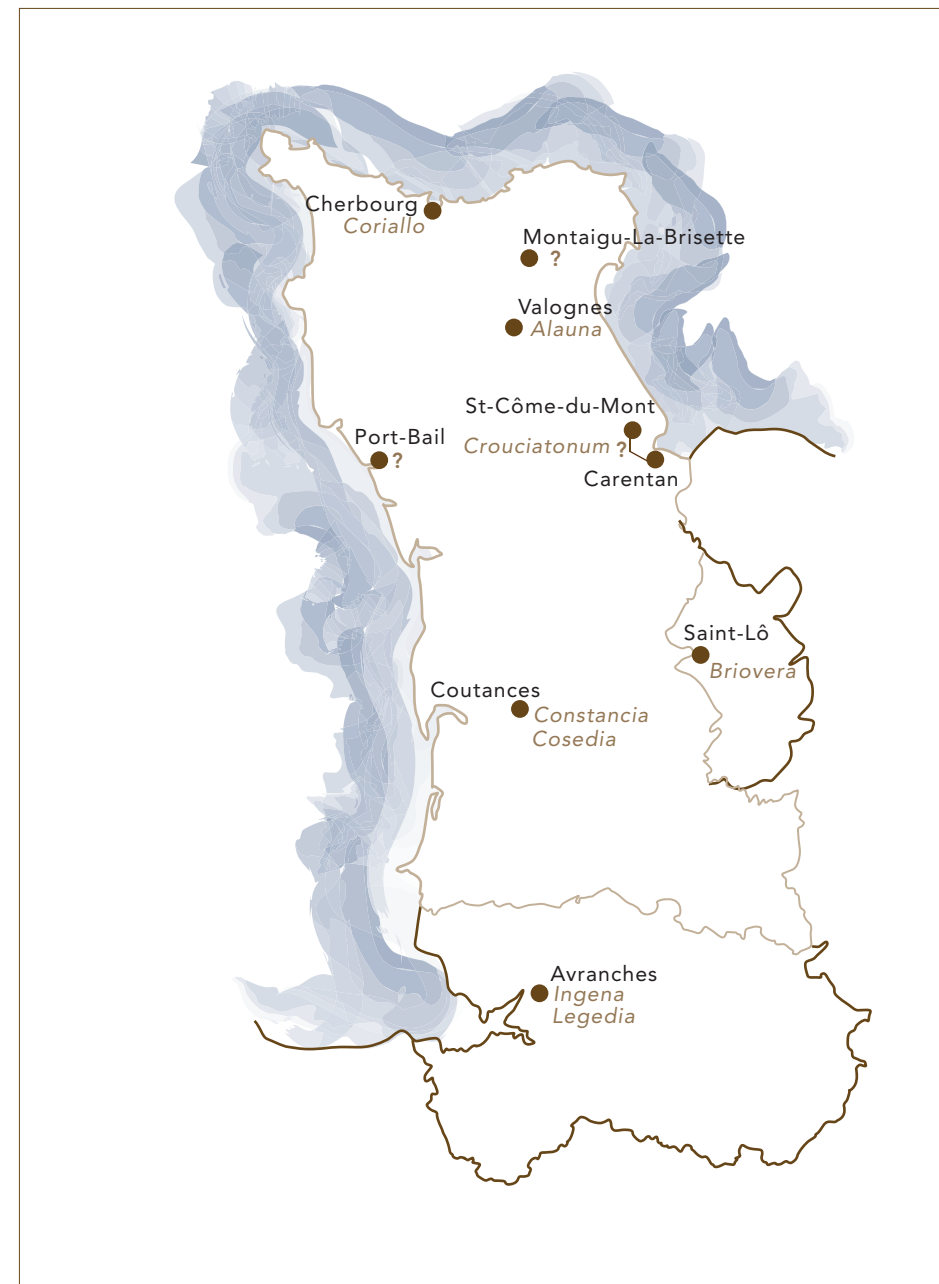 Cherbourg
Coriallo
Montaigu-La-Brisette
?
Valognes
Alauna
St-Côme-du-Mont
Port-Bail
?
Crouciatonum ?
Carentan
Saint-Lô
Briovera
Coutances
Constancia
Cosedia
Avranches
Ingena
Legedia